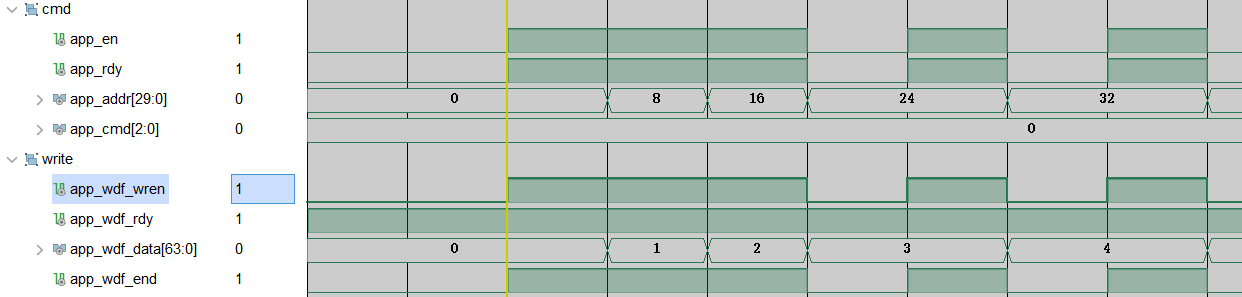 cmd
app_en 1
app_rdy 1
app_addr[29:0] 0 0 8 16 24 32
app_cmd[2:0] 0 0
write
app_wdf_wren 1
app_wdf_rdy 1
app_wdf_data[63:0] 0 0 1 2 3 4
app_wdf_end 1